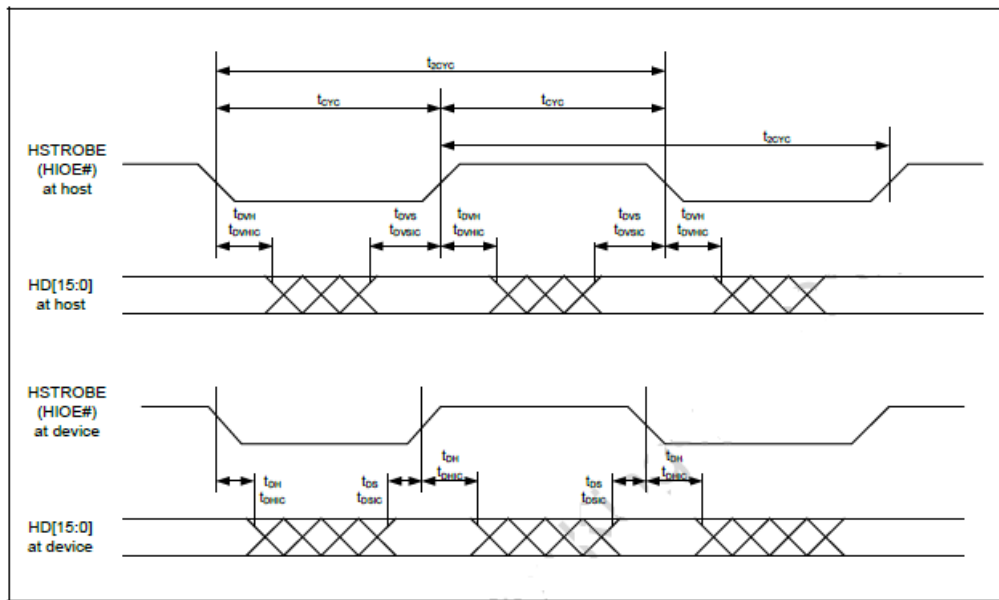 t2CYC
tCYC tCYC
t2CYC
HSTROBE
(HIOE#)
at host
tDVH tDVS tDVH tDVS tDVH
tDVHIC tDVSIC tDVHIC tDVSIC tDVHIC
HD[15:0]
at host
HSTROBE
(HIOE#)
at device
tDH tDS tDH tDS tDH
tDHIC tDSIC tDHIC tDSIC tDHIC
HD[15:0]
at device